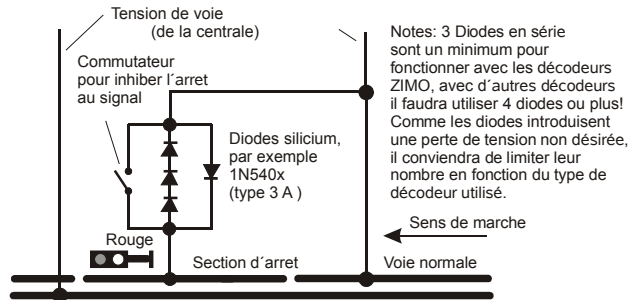 Tension de voie
(de la centrale)
Commutateur
pour inhiber l´arret
au signal
Diodes silicium,
par exemple
1N540x
(type 3 A )
Notes: 3 Diodes en série
sont un minimum pour
fonctionner avec les décodeurs
ZIMO, avec d´autres décodeurs
il faudra utiliser 4 diodes ou plus!
Comme les diodes introduisent
une perte de tension non désirée,
il conviendra de limiter leur
nombre en fonction du type de
décodeur utilisé.
Sens de marche
Rouge
Section d´arret
Voie normale